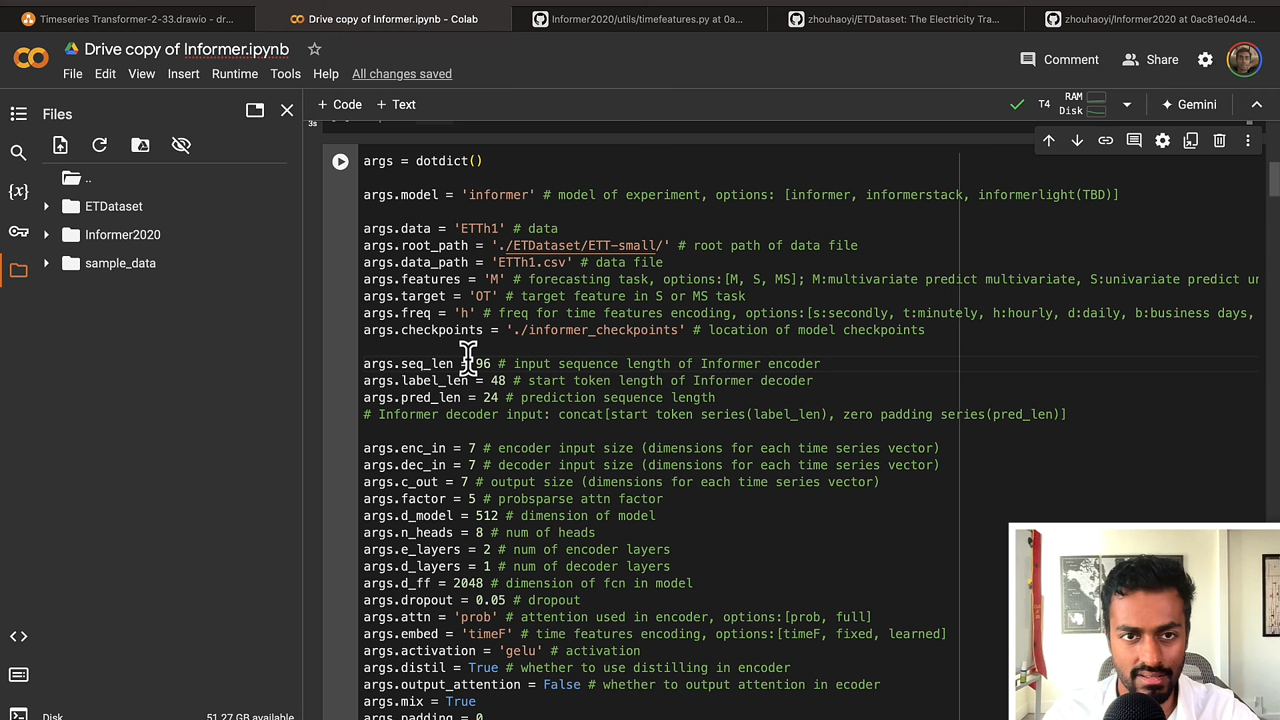 Timeseries Transformer-2-33.drawio - dr...
Drive copy of Informer.ipynb - Colab
Informer2020/utils/timefeatures.py at 0a...
zhouhaoyi/ETDataset: The Electricity Tra...
zhouhaoyi/Informer2020 at 0ac81e04d4...
Drive copy of Informer.ipynb
File Edit View Insert Runtime Tools Help All changes saved
Comment Share
Files
+ Code + Text
T4 RAM Disk
Gemini
3s
..
ETDataset
Informer2020
sample_data
{x}
args = dotdict()
args.model = 'informer' # model of experiment, options: [informer, informerstack, informerlight(TBD)]
args.data = 'ETTh1' # data
args.root_path = './ETDataset/ETT-small/' # root path of data file
args.data_path = 'ETTh1.csv' # data file
args.features = 'M' # forecasting task, options:[M, S, MS]; M:multivariate predict multivariate, S:univariate predict un
args.target = 'OT' # target feature in S or MS task
args.freq = 'h' # freq for time features encoding, options:[s:secondly, t:minutely, h:hourly, d:daily, b:business days,
args.checkpoints = './informer_checkpoints' # location of model checkpoints
args.seq_len = 96 # input sequence length of Informer encoder
args.label_len = 48 # start token length of Informer decoder
args.pred_len = 24 # prediction sequence length
# Informer decoder input: concat[start token series(label_len), zero padding series(pred_len)]
args.enc_in = 7 # encoder input size (dimensions for each time series vector)
args.dec_in = 7 # decoder input size (dimensions for each time series vector)
args.c_out = 7 # output size (dimensions for each time series vector)
args.factor = 5 # probsparse attn factor
args.d_model = 512 # dimension of model
args.n_heads = 8 # num of heads
args.e_layers = 2 # num of encoder layers
args.d_layers = 1 # num of decoder layers
args.d_ff = 2048 # dimension of fcn in model
args.dropout = 0.05 # dropout
args.attn = 'prob' # attention used in encoder, options:[prob, full]
args.embed = 'timeF' # time features encoding, options:[timeF, fixed, learned]
args.activation = 'gelu' # activation
args.distil = True # whether to use distilling in encoder
args.output_attention = False # whether to output attention in ecoder
args.mix = True
args.padding = 0
Disk 51.27 GB available